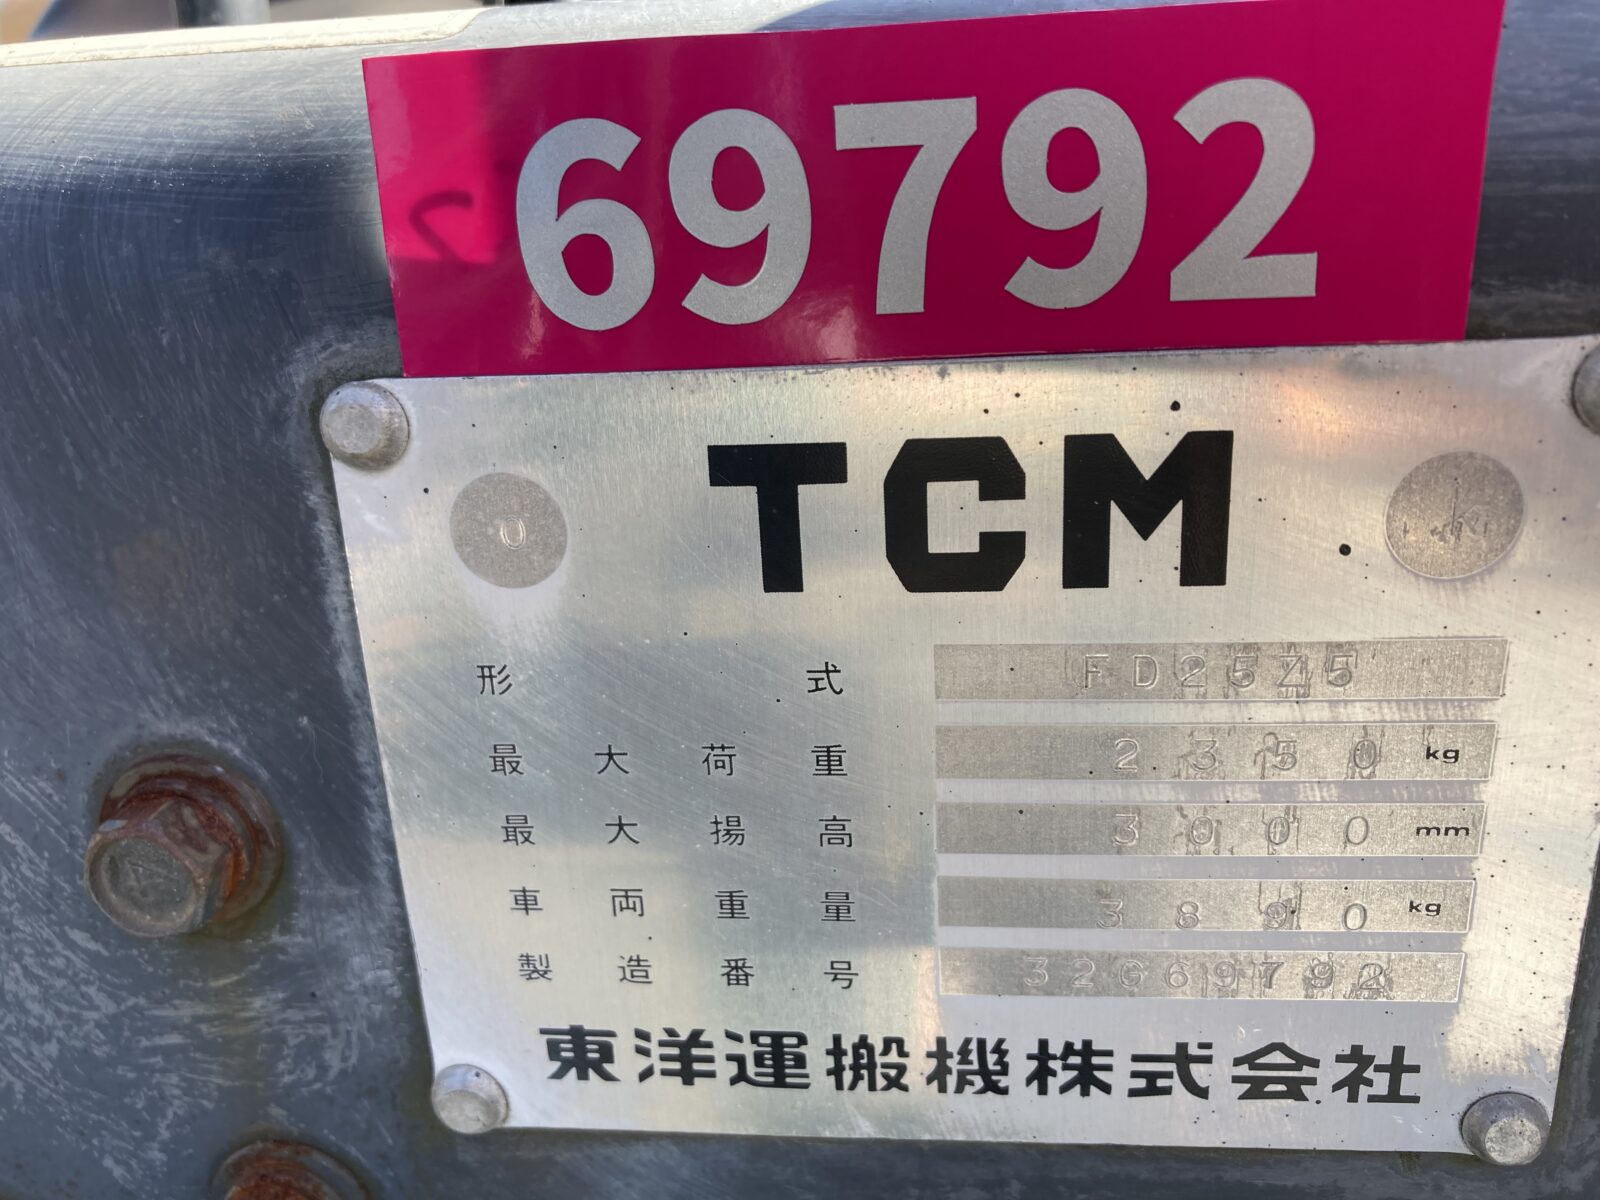 69792
TCM
0
形式 FD25Z5
最大荷重 2350 kg
最大揚高 3000 mm
車両重量 3890 kg
製造番号 32G69792
東洋運搬機株式会社